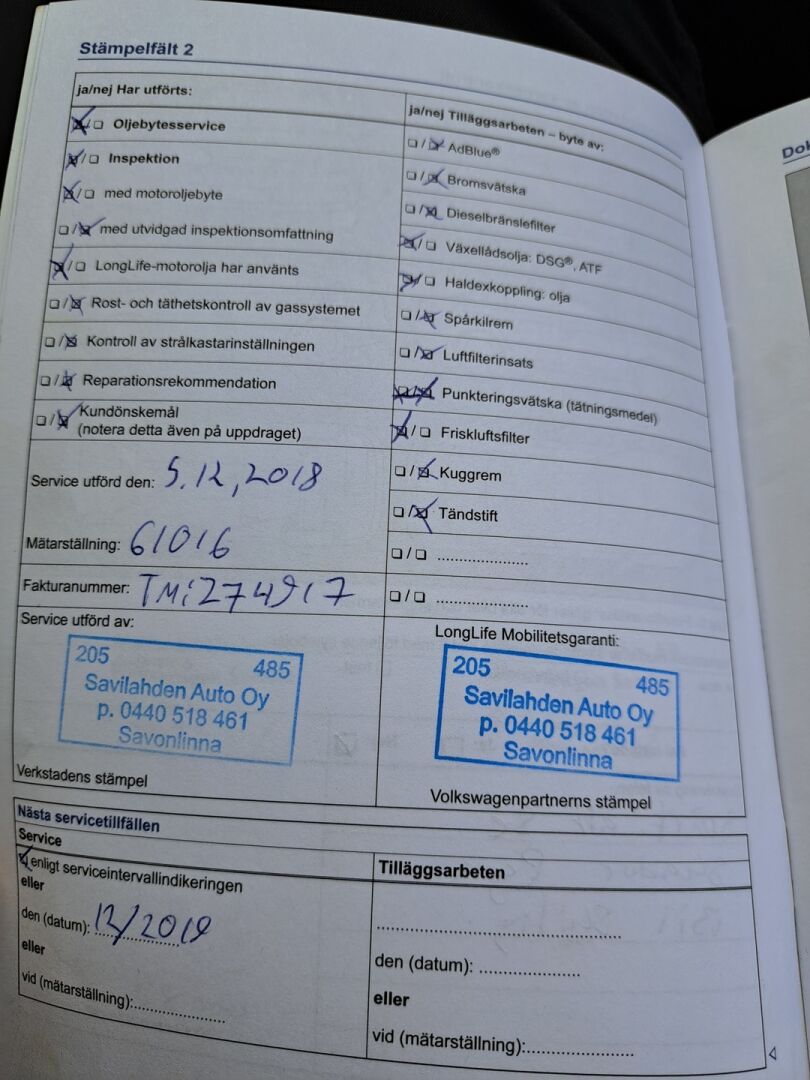 Stämpelfält 2
ja/nej Har utförts:
☒/☐ Oljebytesservice
☒/☐ Inspektion
☒/☐ med motoroljebyte
☐/☒ med utvidgad inspektionsomfattning
☒/☐ LongLife-motorolja har använts
☐/☒ Rost- och täthetskontroll av gassystemet
☐/☒ Kontroll av strålkastarinställningen
☐/☒ Reparationsrekommendation
☐/☒ Kundönskemål
(notera detta även på uppdraget)
Service utförd den: 5.12,2018
Mätarställning: 61016
Fakturanummer: TMi274917
Service utförd av:
205 485
Savilahden Auto Oy
p. 0440 518 461
Savonlinna
Verkstadens stämpel
ja/nej Tilläggsarbeten – byte av:
☐/☒ AdBlue®
☐/☒ Bromsvätska
☐/☒ Dieselbränslefilter
☒/☐ Växellådsolja: DSG®, ATF
☒/☐ Haldexkoppling: olja
☐/☒ Spårkilrem
☐/☒ Luftfilterinsats
☒/☒ Punkteringsvätska (tätningsmedel)
☒/☐ Friskluftsfilter
☐/☒ Kuggrem
☐/☒ Tändstift
☐/☐ ......................
☐/☐ ......................
LongLife Mobilitetsgaranti:
205 485
Savilahden Auto Oy
p. 0440 518 461
Savonlinna
Volkswagenpartnerns stämpel
Nästa servicetillfällen
Service
enligt serviceintervallindikeringen
eller
den (datum): 12/2019
eller
vid (mätarställning):....................
Tilläggsarbeten
..................................................
den (datum): ....................
eller
vid (mätarställning):......................